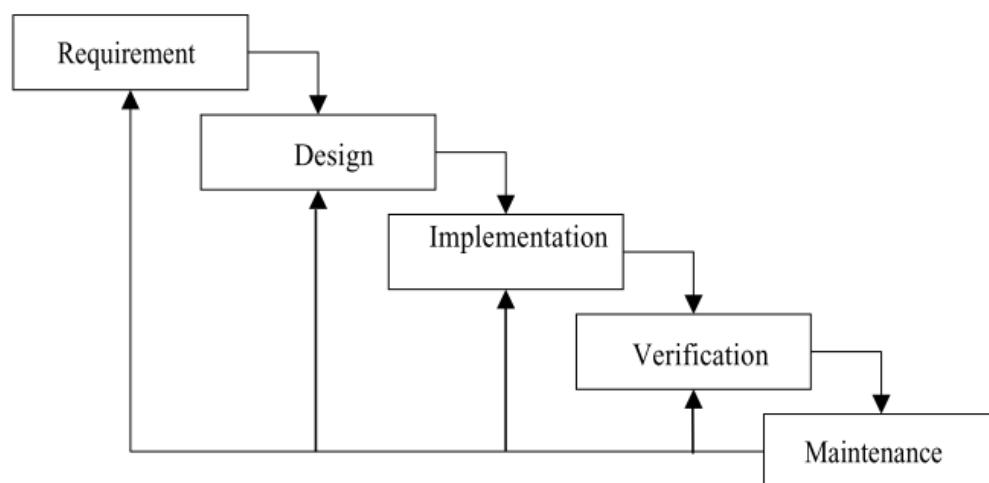 Requirement
Design
Implementation
Verification
Maintenance